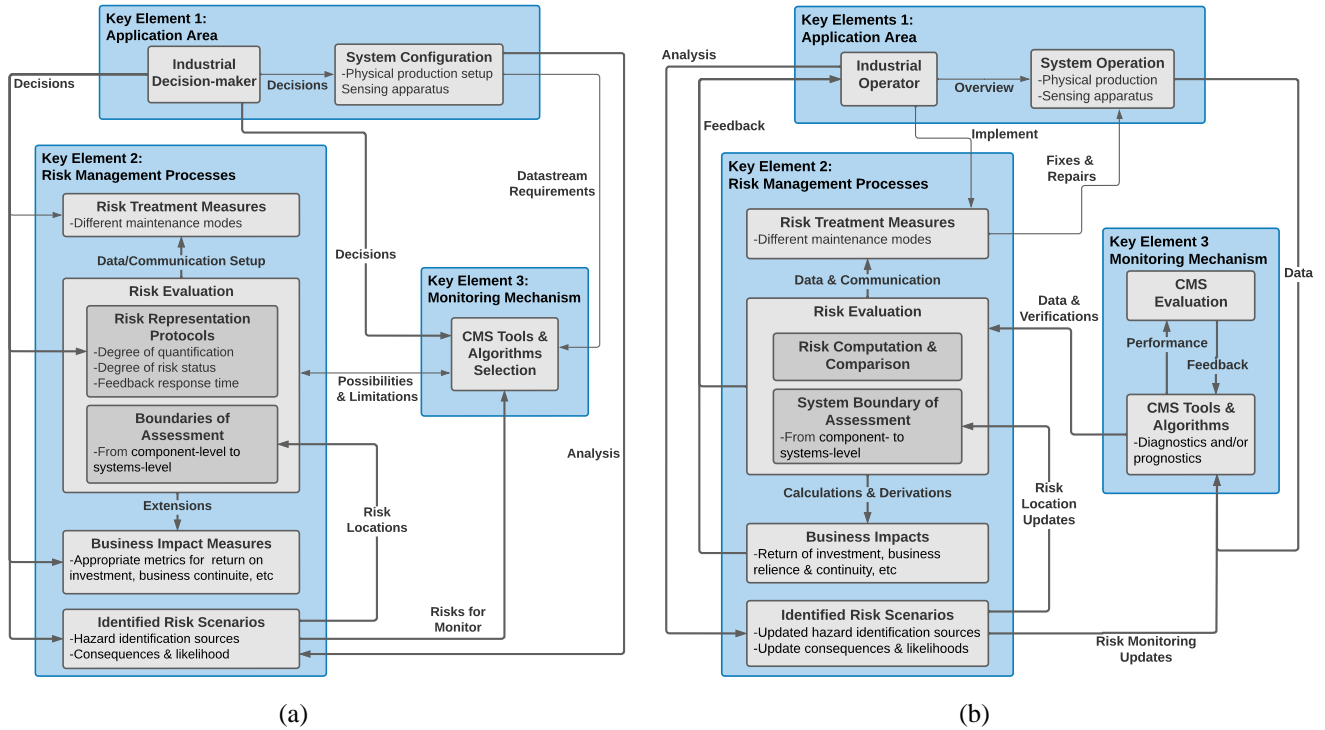 Key Element 1:
Application Area
Industrial
Decision-maker
Decisions
System Configuration
-Physical production setup
Sensing apparatus
Decisions
Key Element 2:
Risk Management Processes
Risk Treatment Measures
-Different maintenance modes
Data/Communication Setup
Risk Evaluation
Risk Representation
Protocols
-Degree of quantification
-Degree of risk status
-Feedback response time
Boundaries of
Assessment
-From component-level to
systems-level
Extensions
Business Impact Measures
-Appropriate metrics for return on
investment, business continuite, etc
Identified Risk Scenarios
-Hazard identification sources
-Consequences & likelihood
Datastream
Requirements
Decisions
Key Element 3:
Monitoring Mechanism
CMS Tools &
Algorithms
Selection
Possibilities
& Limitations
Analysis
Risk
Locations
Risks for
Monitor
(a)
Key Elements 1:
Application Area
Analysis
Industrial
Operator
Overview
System Operation
-Physical production
-Sensing apparatus
Feedback
Implement
Fixes &
Repairs
Key Element 2:
Risk Management Processes
Risk Treatment Measures
-Different maintenance modes
Data & Communication
Risk Evaluation
Risk Computation &
Comparison
System Boundary of
Assessment
-From component- to
systems-level
Calculations & Derivations
Business Impacts
-Return of investment, business
relience & continuity, etc
Identified Risk Scenarios
-Updated hazard identification sources
-Update consequences & likelihoods
Key Element 3
Monitoring Mechanism
CMS
Evaluation
Performance
Feedback
CMS Tools &
Algorithms
-Diagnostics and/or
prognostics
Data
Data &
Verifications
Risk
Location
Updates
Risk Monitoring
Updates
(b)